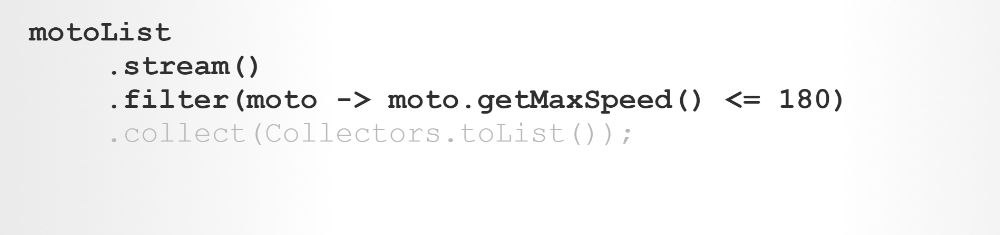 motoList
.stream()
.filter(moto -> moto.getMaxSpeed() <= 180)
.collect(Collectors.toList());